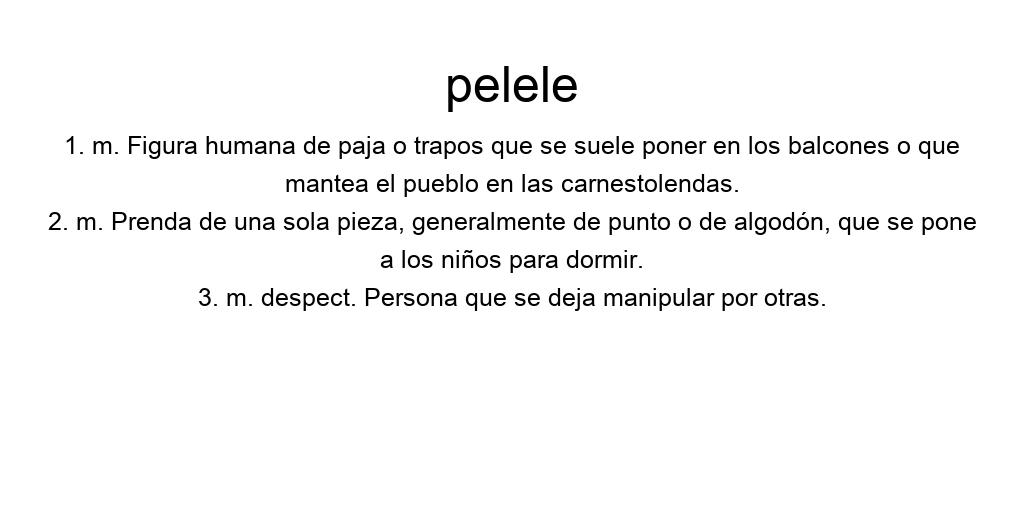 pelele
1. m. Figura humana de paja o trapos que se suele poner en los balcones o que
mantea el pueblo en las carnestolendas.
2. m. Prenda de una sola pieza, generalmente de punto o de algodón, que se pone
a los niños para dormir.
3. m. despect. Persona que se deja manipular por otras.